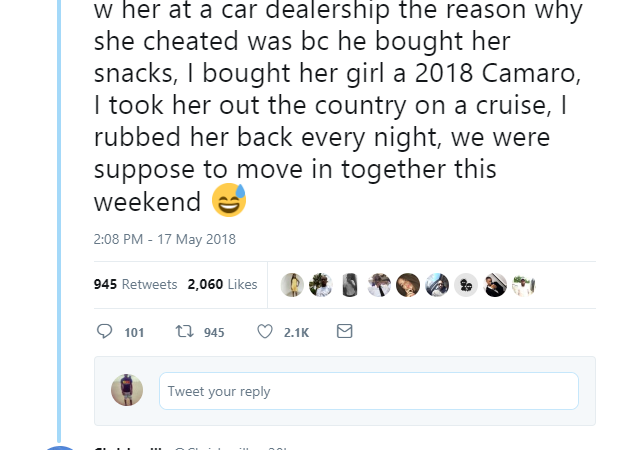 w her at a car dealership the reason why
she cheated was bc he bought her
snacks, I bought her girl a 2018 Camaro,
I took her out the country on a cruise, I
rubbed her back every night, we were
suppose to move in together this
weekend 😅
2:08 PM - 17 May 2018
945 Retweets 2,060 Likes
101 945 2.1K
Tweet your reply